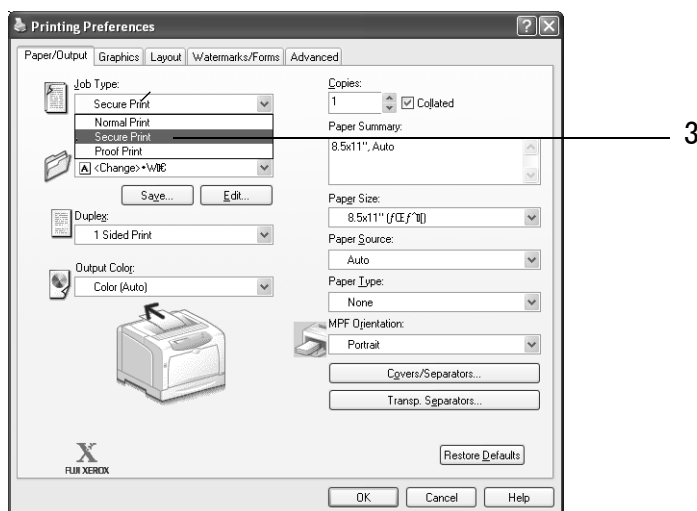 Printing Preferences
Paper/Output Graphics Layout Watermarks/Forms Advanced
Job Type:
Secure Print
Normal Print
Secure Print
Proof Print
A <Change>
Save... Edit...
Duplex:
1 Sided Print
Output Color:
Color (Auto)
Copies:
1
Collated
Paper Summary:
8.5x11", Auto
Paper Size:
8.5x11"
Paper Source:
Auto
Paper Type:
None
MPF Orientation:
Portrait
Covers/Separators...
Transp. Separators...
X
FUJI XEROX
Restore Defaults
OK Cancel Help
3